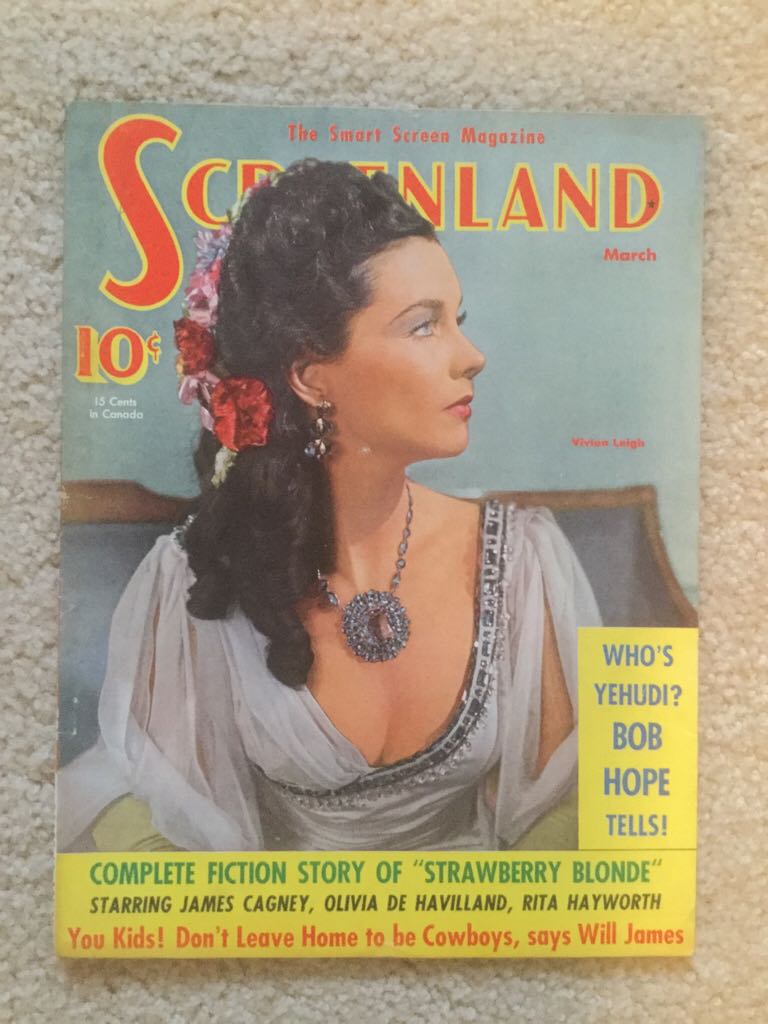 The Smart Screen Magazine
SCREENLAND
March
10¢
15 Cents
in Canada
Vivien Leigh
WHO'S
YEHUDI?
BOB
HOPE
TELLS!
COMPLETE FICTION STORY OF "STRAWBERRY BLONDE"
STARRING JAMES CAGNEY, OLIVIA DE HAVILLAND, RITA HAYWORTH
You Kids! Don't Leave Home to be Cowboys, says Will James